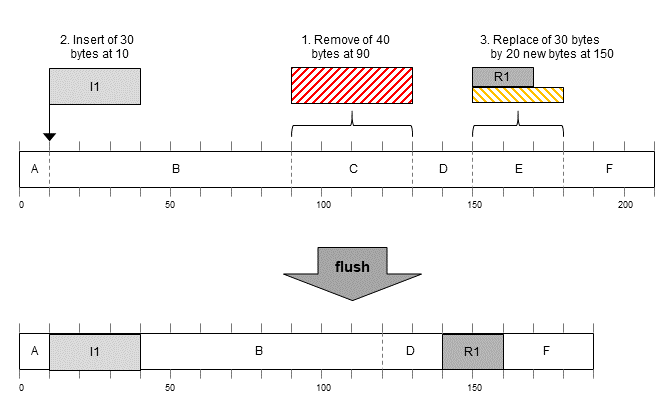 2. Insert of 30
bytes at 10
1. Remove of 40
bytes at 90
3. Replace of 30 bytes
by 20 new bytes at 150
I1
R1
A B C D E F
0 50 100 150 200
flush
A I1 B D R1 F
0 50 100 150